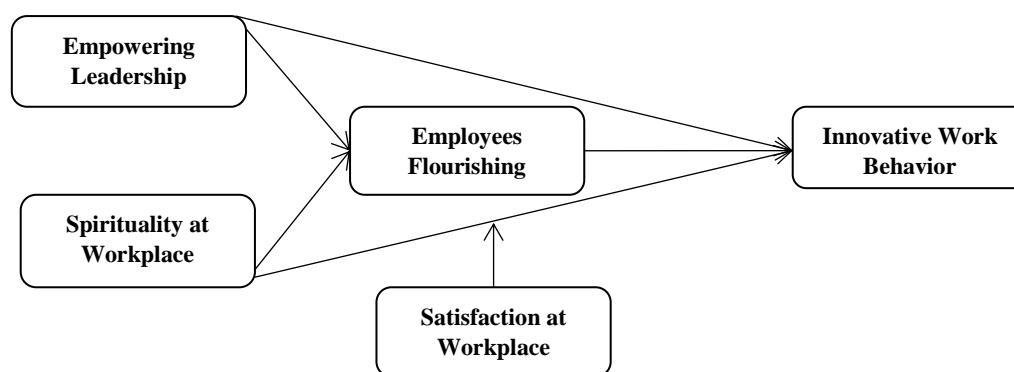 Empowering
Leadership
Employees
Flourishing
Innovative Work
Behavior
Spirituality at
Workplace
Satisfaction at
Workplace